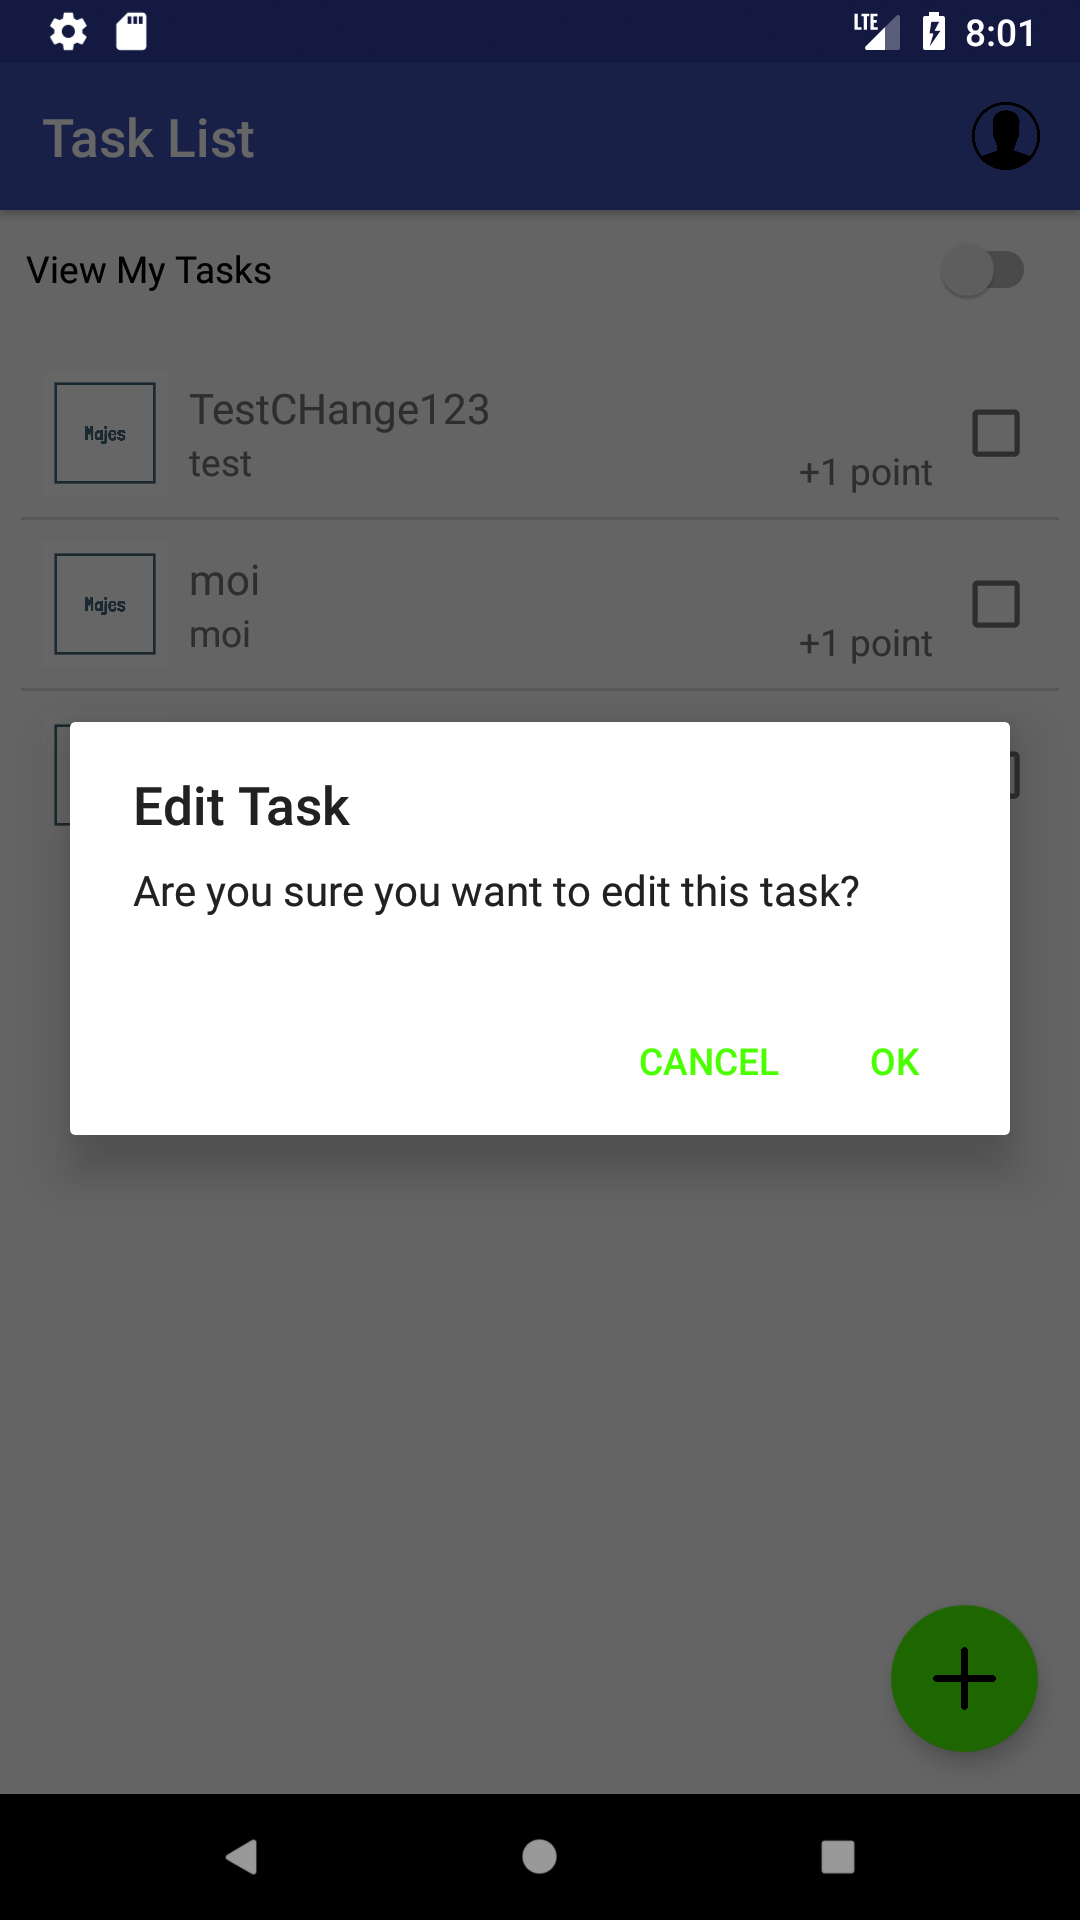 LTE 8:01
Task List
View My Tasks
TestCHange123
Majes
test
+1 point
moi
Majes
moi
+1 point
Edit Task
Are you sure you want to edit this task?
CANCEL OK